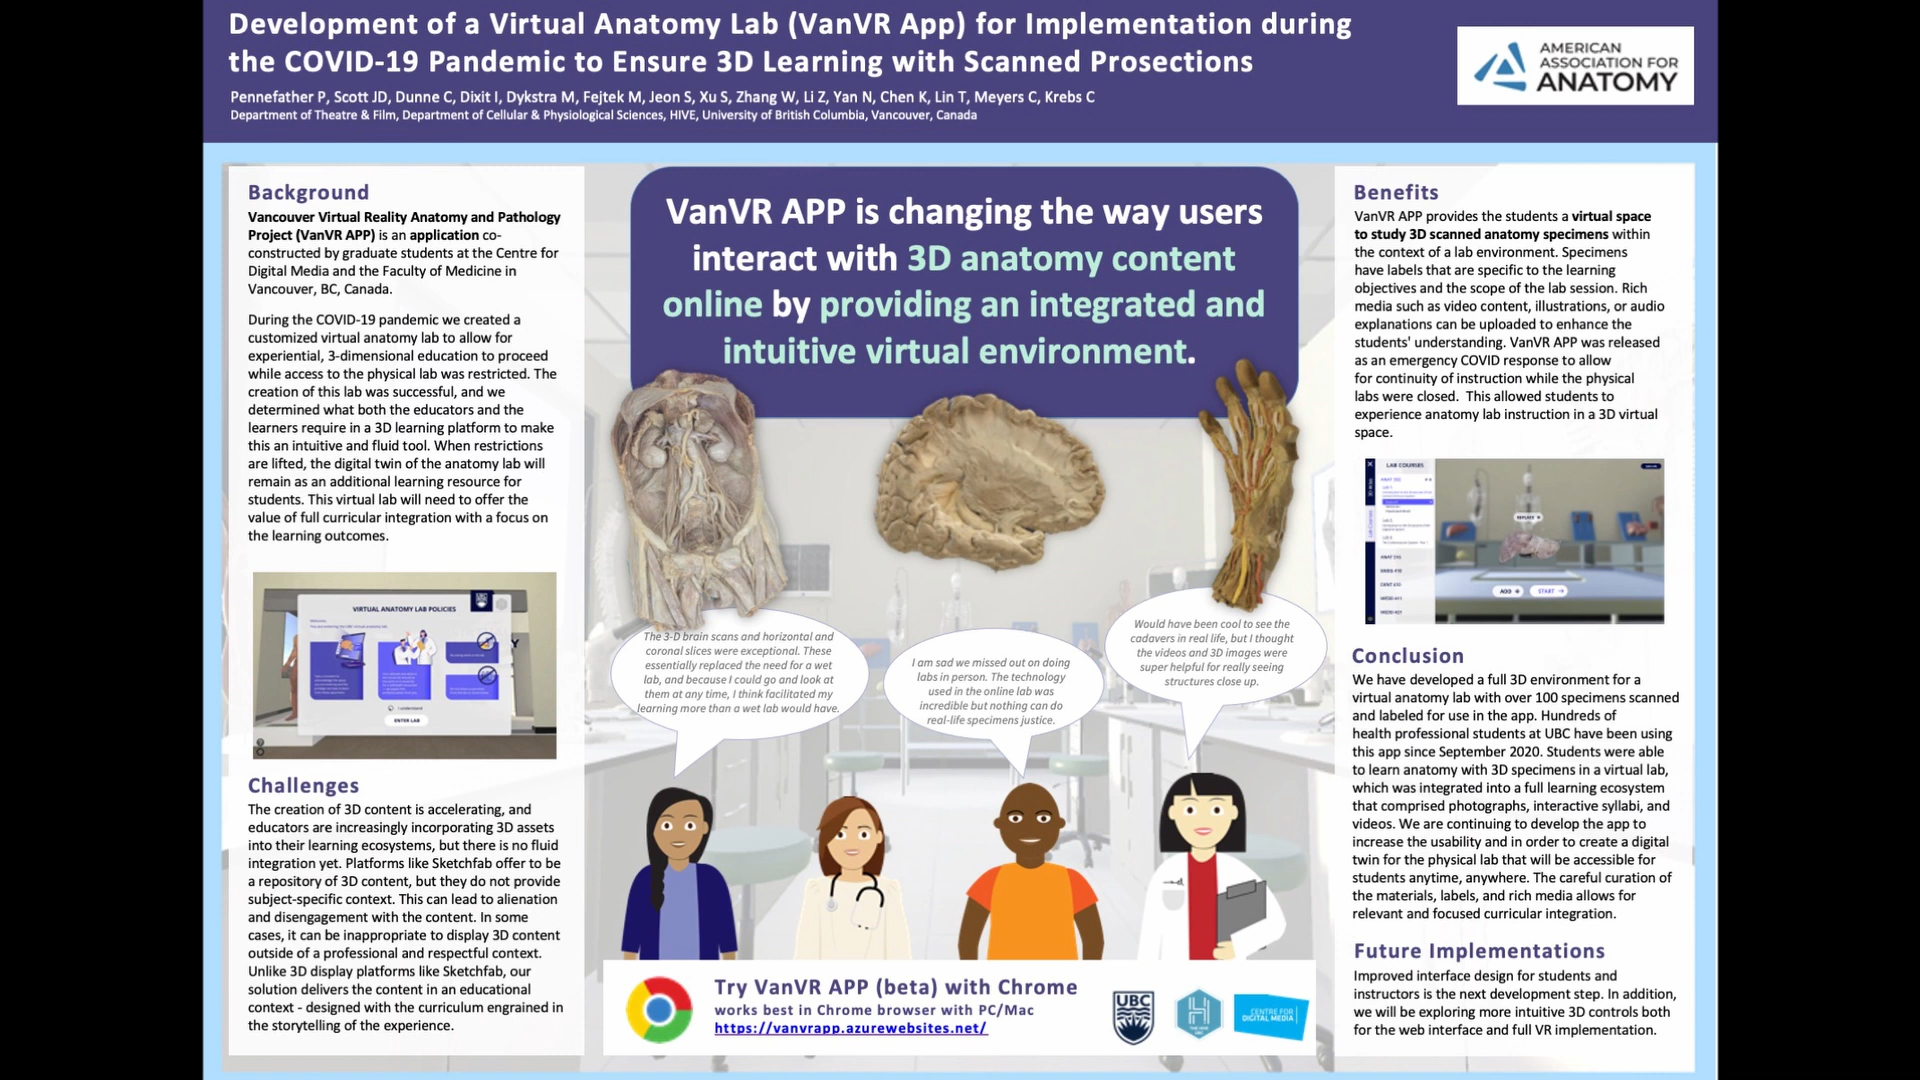 Development of a Virtual Anatomy Lab (VanVR App) for Implementation during
the COVID-19 Pandemic to Ensure 3D Learning with Scanned Prosections
Pennefather P, Scott JD, Dunne C, Dixit I, Dykstra M, Fejtek M, Jeon S, Xu S, Zhang W, Li Z, Yan N, Chen K, Lin T, Meyers C, Krebs C
Department of Theatre & Film, Department of Cellular & Physiological Sciences, HIVE, University of British Columbia, Vancouver, Canada
AMERICAN
ASSOCIATION FOR
ANATOMY
Background
Vancouver Virtual Reality Anatomy and Pathology
Project (VanVR APP) is an application co-
constructed by graduate students at the Centre for
Digital Media and the Faculty of Medicine in
Vancouver, BC, Canada.
During the COVID-19 pandemic we created a
customized virtual anatomy lab to allow for
experiential, 3-dimensional education to proceed
while access to the physical lab was restricted. The
creation of this lab was successful, and we
determined what both the educators and the
learners require in a 3D learning platform to make
this an intuitive and fluid tool. When restrictions
are lifted, the digital twin of the anatomy lab will
remain as an additional learning resource for
students. This virtual lab will need to offer the
value of full curricular integration with a focus on
the learning outcomes.
VIRTUAL ANATOMY LAB POLICIES
UBC
I understand
ENTER LAB
Challenges
The creation of 3D content is accelerating, and
educators are increasingly incorporating 3D assets
into their learning ecosystems, but there is no fluid
integration yet. Platforms like Sketchfab offer to be
a repository of 3D content, but they do not provide
subject-specific context. This can lead to alienation
and disengagement with the content. In some
cases, it can be inappropriate to display 3D content
outside of a professional and respectful context.
Unlike 3D display platforms like Sketchfab, our
solution delivers the content in an educational
context - designed with the curriculum engrained in
the storytelling of the experience.
VanVR APP is changing the way users
interact with 3D anatomy content
online by providing an integrated and
intuitive virtual environment.
The 3-D brain scans and horizontal and
coronal slices were exceptional. These
essentially replaced the need for a wet
lab, and because I could go and look at
them at any time, I think facilitated my
learning more than a wet lab would have.
I am sad we missed out on doing
labs in person. The technology
used in the online lab was
incredible but nothing can do
real-life specimens justice.
Would have been cool to see the
cadavers in real life, but I thought
the videos and 3D images were
super helpful for really seeing
structures close up.
Try VanVR APP (beta) with Chrome
works best in Chrome browser with PC/Mac
https://vanvrapp.azurewebsites.net/
UBC
CENTRE FOR
DIGITAL MEDIA
Benefits
VanVR APP provides the students a virtual space
to study 3D scanned anatomy specimens within
the context of a lab environment. Specimens
have labels that are specific to the learning
objectives and the scope of the lab session. Rich
media such as video content, illustrations, or audio
explanations can be uploaded to enhance the
students' understanding. VanVR APP was released
as an emergency COVID response to allow
for continuity of instruction while the physical
labs were closed. This allowed students to
experience anatomy lab instruction in a 3D virtual
space.
LAB COURSES
ADD +
START
Conclusion
We have developed a full 3D environment for a
virtual anatomy lab with over 100 specimens scanned
and labeled for use in the app. Hundreds of
health professional students at UBC have been using
this app since September 2020. Students were able
to learn anatomy with 3D specimens in a virtual lab,
which was integrated into a full learning ecosystem
that comprised photographs, interactive syllabi, and
videos. We are continuing to develop the app to
increase the usability and in order to create a digital
twin for the physical lab that will be accessible for
students anytime, anywhere. The careful curation of
the materials, labels, and rich media allows for
relevant and focused curricular integration.
Future Implementations
Improved interface design for students and
instructors is the next development step. In addition,
we will be exploring more intuitive 3D controls both
for the web interface and full VR implementation.